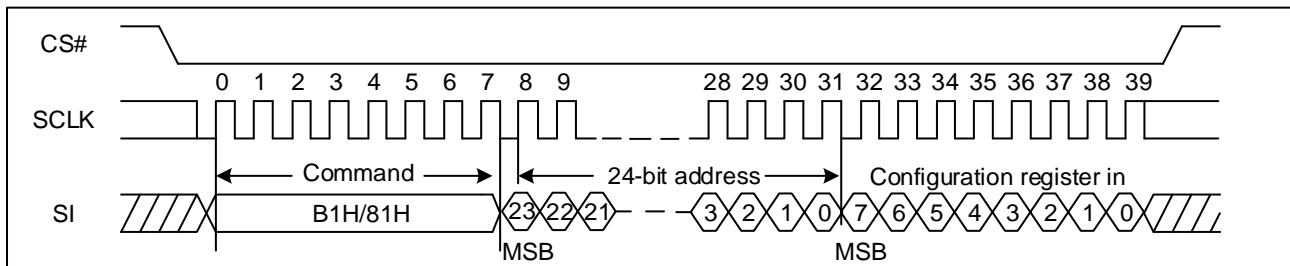 CS#
0 1 2 3 4 5 6 7 8 9 28 29 30 31 32 33 34 35 36 37 38 39
SCLK
Command 24-bit address Configuration register in
SI B1H/81H 23 22 21 3 2 1 0 7 6 5 4 3 2 1 0
MSB MSB